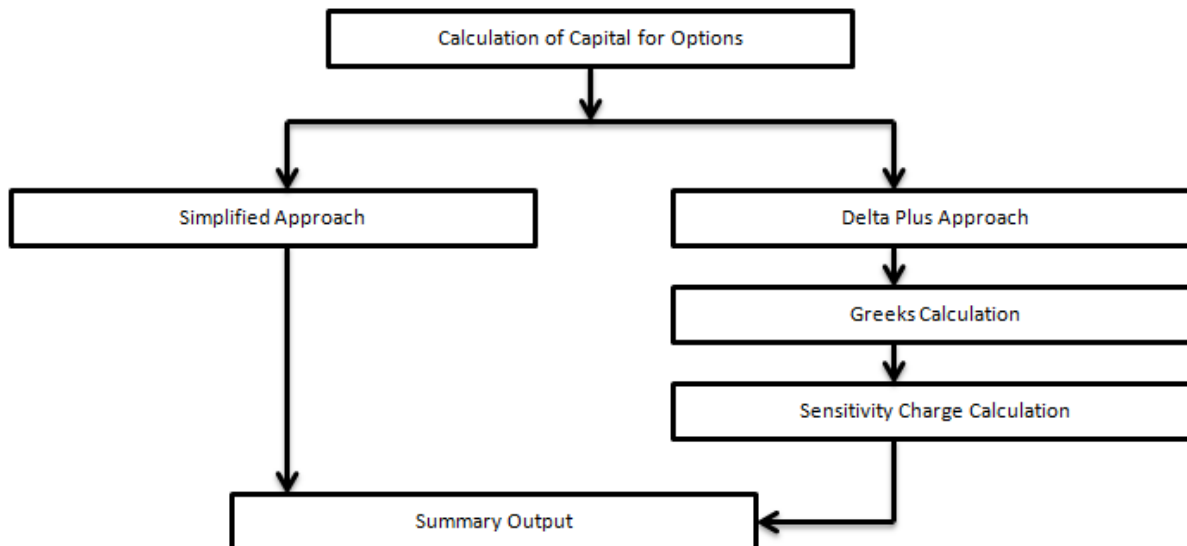 Calculation of Capital for Options
Simplified Approach
Delta Plus Approach
Greeks Calculation
Sensitivity Charge Calculation
Summary Output